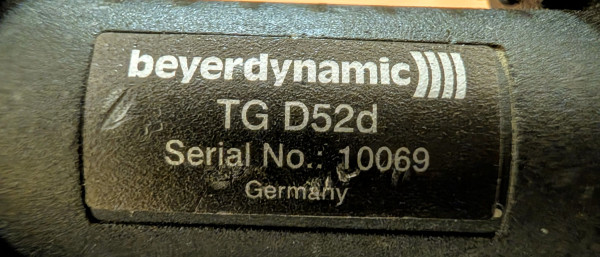 beyerdynamic
TG D52d
Serial No.: 10069
Germany